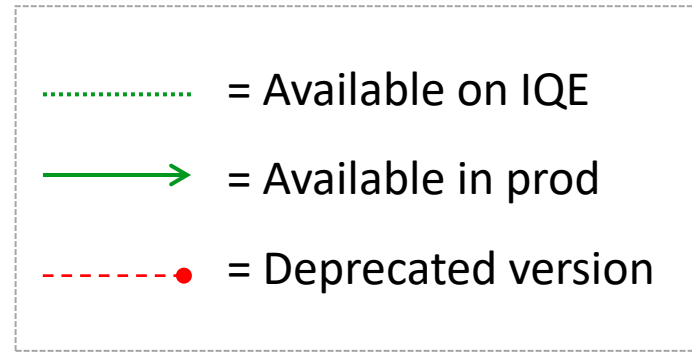 = Available on IQE
= Available in prod
= Deprecated version